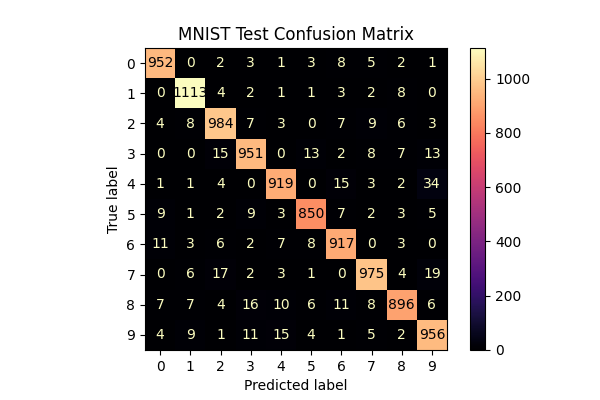 MNIST Test Confusion Matrix
True label
0 952 0 2 3 1 3 8 5 2 1
1 0 1113 4 2 1 1 3 2 8 0
2 4 8 984 7 3 0 7 9 6 3
3 0 0 15 951 0 13 2 8 7 13
4 1 1 4 0 919 0 15 3 2 34
5 9 1 2 9 3 850 7 2 3 5
6 11 3 6 2 7 8 917 0 3 0
7 0 6 17 2 3 1 0 975 4 19
8 7 7 4 16 10 6 11 8 896 6
9 4 9 1 11 15 4 1 5 2 956
0 1 2 3 4 5 6 7 8 9
Predicted label
1000
800
600
400
200
0